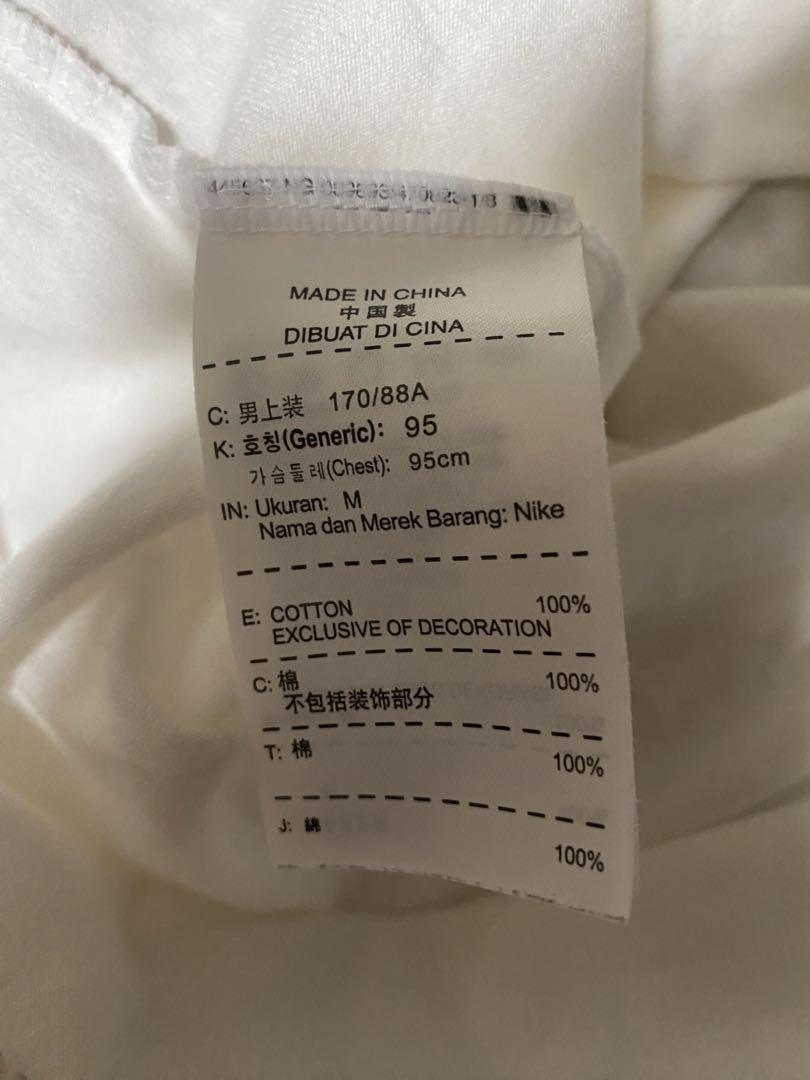 MADE IN CHINA
中国製
DIBUAT DI CINA
C: 男上装 170/88A
K: 호칭(Generic): 95
가슴둘레(Chest): 95cm
IN: Ukuran: M
Nama dan Merek Barang: Nike
E: COTTON 100%
EXCLUSIVE OF DECORATION
C: 棉 100%
不包括装饰部分
T: 棉 100%
J: 綿 100%